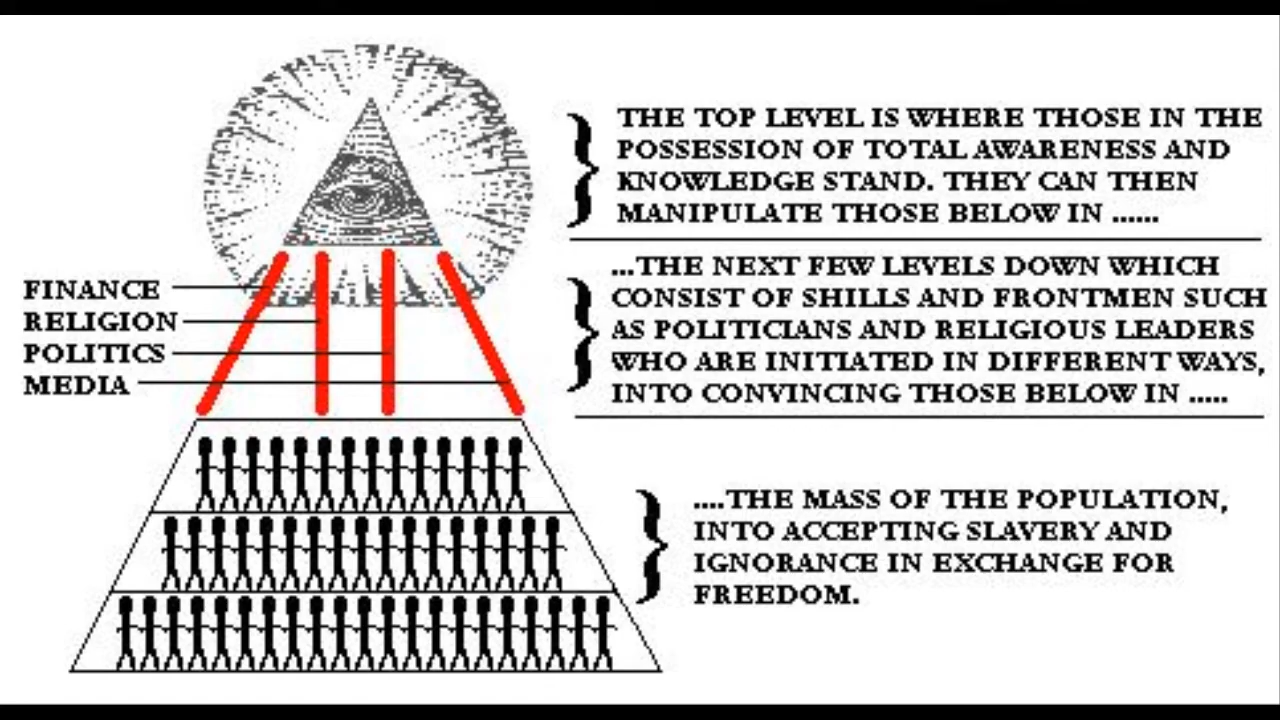 THE TOP LEVEL IS WHERE THOSE IN THE
POSSESSION OF TOTAL AWARENESS AND
KNOWLEDGE STAND. THEY CAN THEN
MANIPULATE THOSE BELOW IN ......
...THE NEXT FEW LEVELS DOWN WHICH
CONSIST OF SHILLS AND FRONTMEN SUCH
AS POLITICIANS AND RELIGIOUS LEADERS
WHO ARE INITIATED IN DIFFERENT WAYS,
INTO CONVINCING THOSE BELOW IN .....
FINANCE
RELIGION
POLITICS
MEDIA
....THE MASS OF THE POPULATION,
INTO ACCEPTING SLAVERY AND
IGNORANCE IN EXCHANGE FOR
FREEDOM.